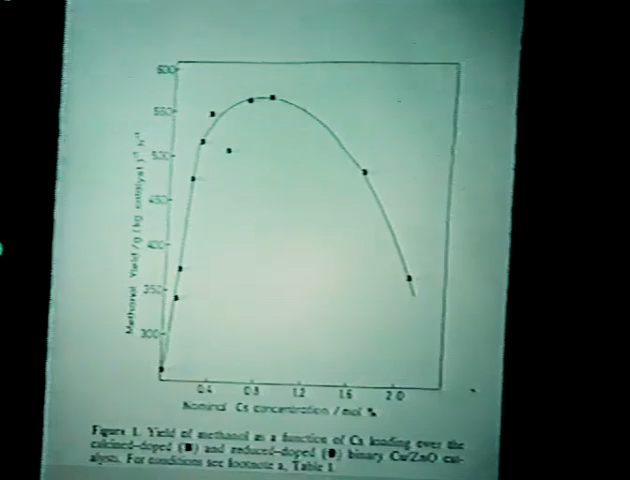 600
550
500
450
400
350
300
Methanol Yield/g (kg catalyst)⁻¹ h⁻¹
0.4 0.8 1.2 1.6 2.0
Nominal Cs concentration / mol %
Figure 1. Yield of methanol as a function of Cs loading over the
calcined-doped (■) and reduced-doped (●) binary Cu/ZnO cat-
alysts. For conditions see footnote a, Table I.